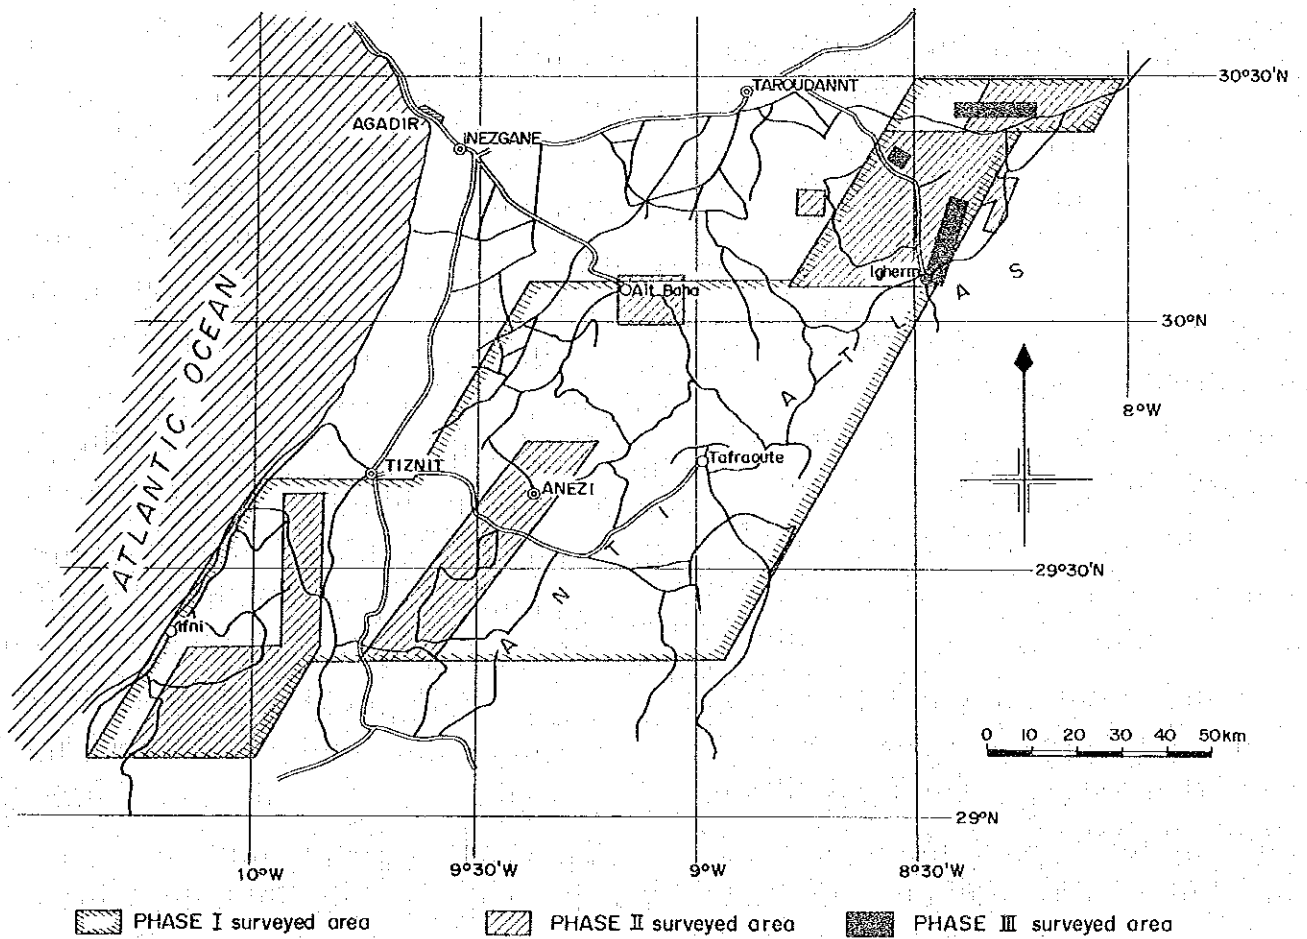 30°30'N
TAROUDANNT
AGADIR
INEZGANE
Igherm
Ait Baha
30°N
8°W
ATLANTIC OCEAN
ANTI ATLAS
TIZNIT
Tafraoute
ANEZI
29°30'N
Ifni
0 10 20 30 40 50km
29°N
10°W 9°30'W 9°W 8°30'W
PHASE I surveyed area PHASE II surveyed area PHASE III surveyed area